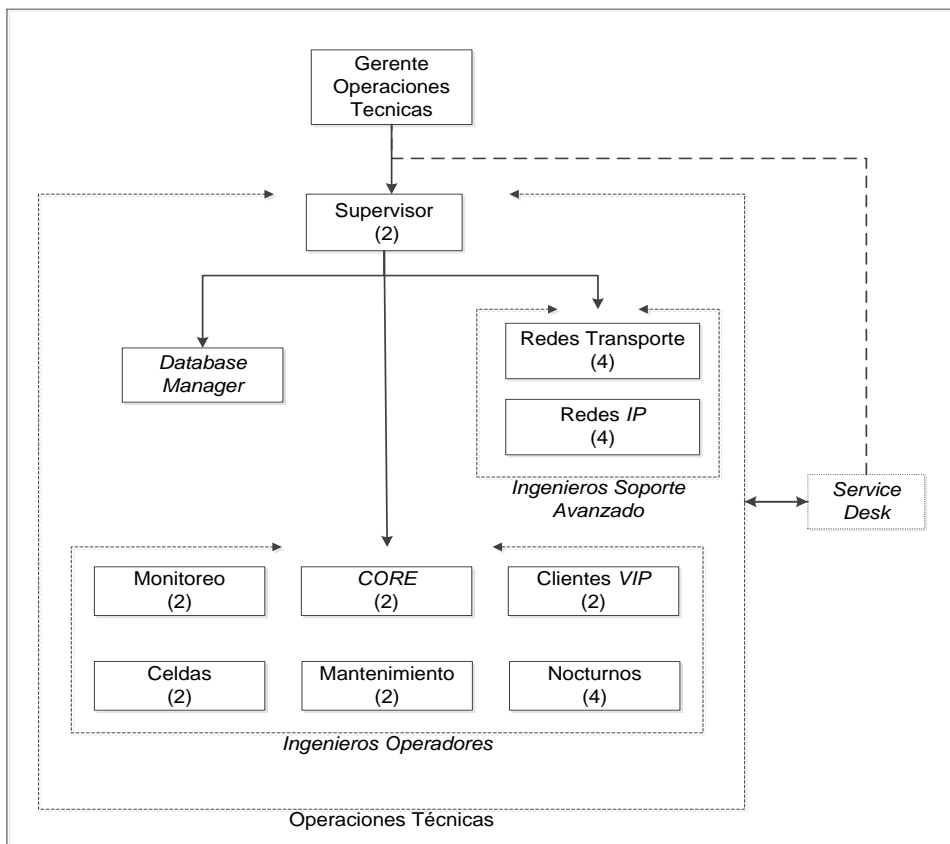 Gerente
Operaciones
Tecnicas
Supervisor
(2)
Database
Manager
Redes Transporte
(4)
Redes IP
(4)
Ingenieros Soporte
Avanzado
Service
Desk
Monitoreo
(2)
CORE
(2)
Clientes VIP
(2)
Celdas
(2)
Mantenimiento
(2)
Nocturnos
(4)
Ingenieros Operadores
Operaciones Técnicas